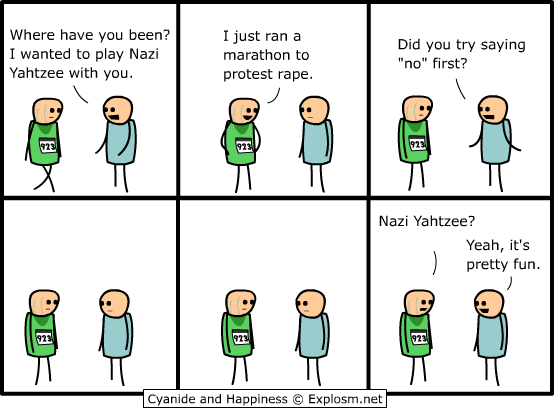 Where have you been?
I wanted to play Nazi
Yahtzee with you.
923
I just ran a
marathon to
protest rape.
923
Did you try saying
"no" first?
923
923
923
Nazi Yahtzee?
Yeah, it's
pretty fun.
923
Cyanide and Happiness © Explosm.net